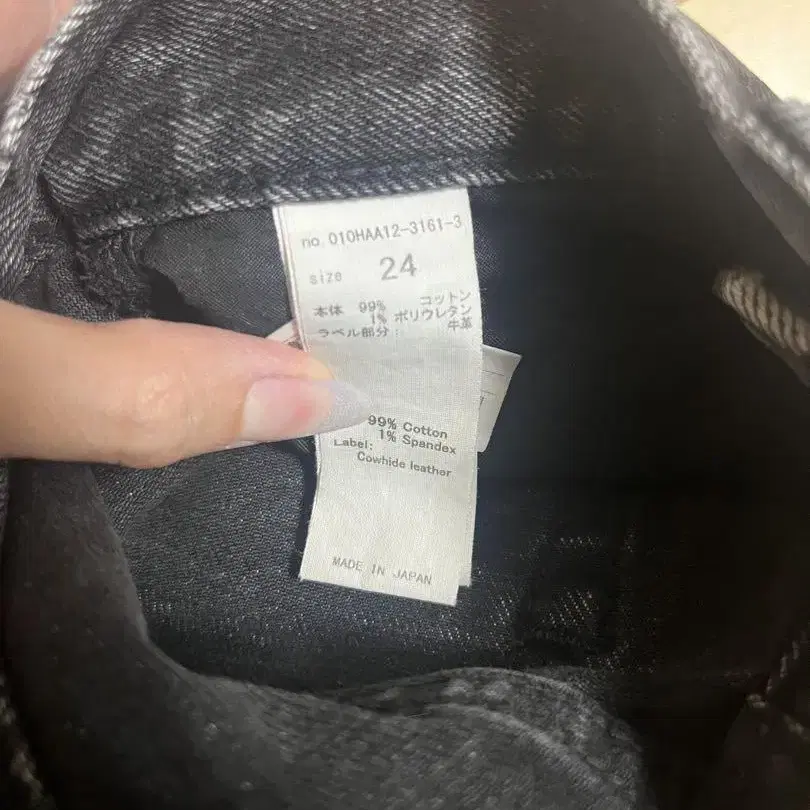 no. 010HAA12-3161-3
size 24
本体 99% コットン
1% ポリウレタン
ラベル部分: 牛革
99% Cotton
1% Spandex
Label:
Cowhide leather
MADE IN JAPAN